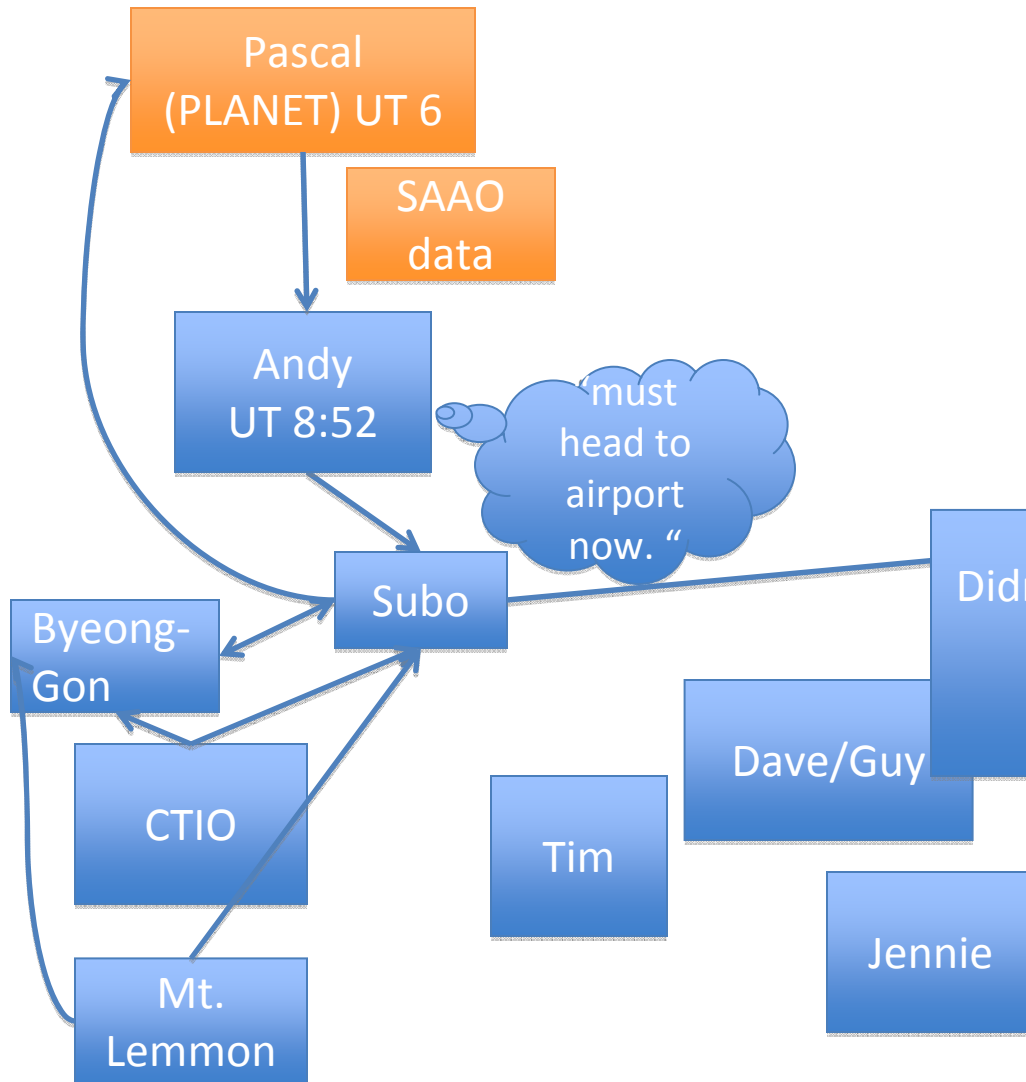 Pascal
(PLANET) UT 6
SAAO
data
Andy
UT 8:52
“must
head to
airport
now. “
Subo
Byeong-
Gon
CTIO
Mt.
Lemmon
Tim
Dave/Guy
Jennie